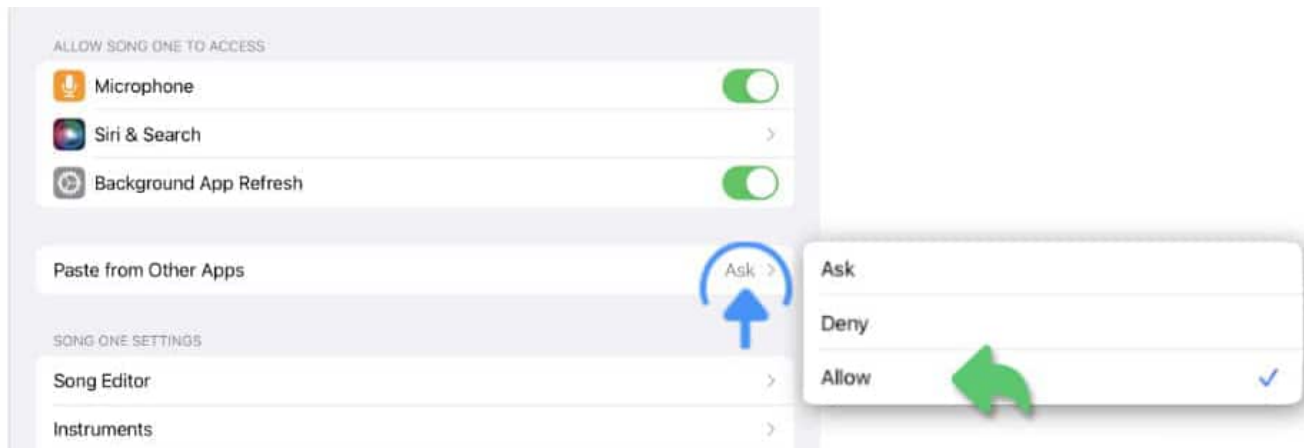 ALLOW SONG ONE TO ACCESS
Microphone
Siri & Search
Background App Refresh
Paste from Other Apps
Ask
Ask
Deny
Allow
SONG ONE SETTINGS
Song Editor
Instruments